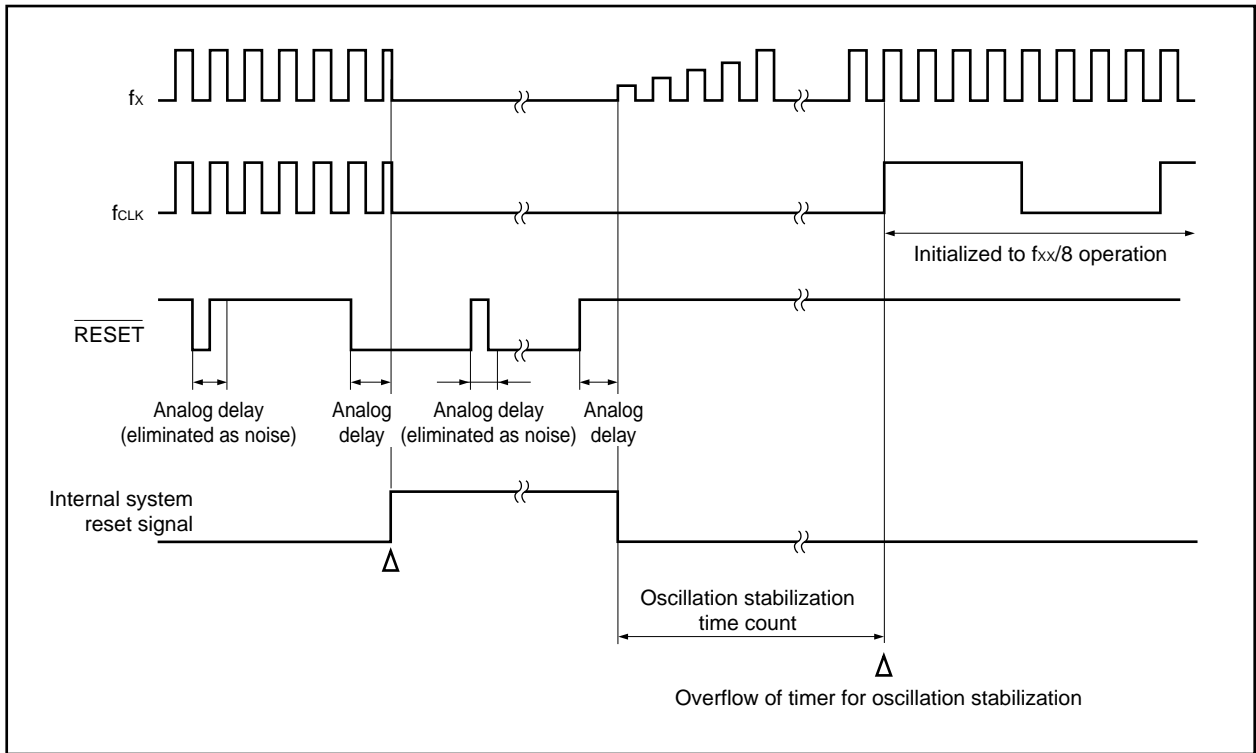 fX
fCLK
Initialized to fXX/8 operation
RESET
Analog delay
(eliminated as noise)
Analog
delay
Analog delay
(eliminated as noise)
Analog
delay
Internal system
reset signal
Oscillation stabilization
time count
Overflow of timer for oscillation stabilization